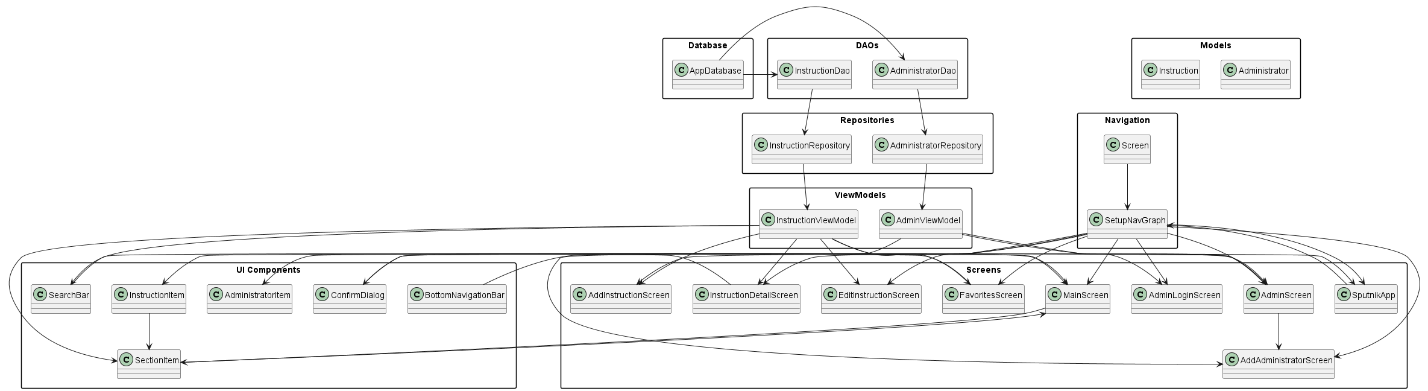 Database
C AppDatabase
DAOs
C InstructionDao
C AdministratorDao
Models
C Instruction
C Administrator
Repositories
C InstructionRepository
C AdministratorRepository
Navigation
C Screen
C SetupNavGraph
ViewModels
C InstructionViewModel
C AdminViewModel
UI Components
C SearchBar
C InstructionItem
C AdministratorItem
C ConfirmDialog
C BottomNavigationBar
C SectionItem
Screens
C AddInstructionScreen
C InstructionDetailScreen
C EditInstructionScreen
C FavoritesScreen
C MainScreen
C AdminLoginScreen
C AdminScreen
C SputnikApp
C AddAdministratorScreen